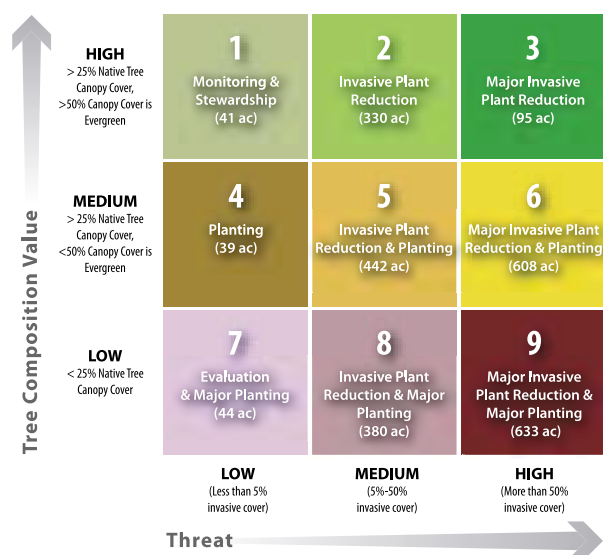 HIGH
> 25% Native Tree
Canopy Cover,
>50% Canopy Cover is
Evergreen
1
Monitoring &
Stewardship
(41 ac)
2
Invasive Plant
Reduction
(330 ac)
3
Major Invasive
Plant Reduction
(95 ac)
MEDIUM
> 25% Native Tree
Canopy Cover,
<50% Canopy Cover is
Evergreen
4
Planting
(39 ac)
5
Invasive Plant
Reduction & Planting
(442 ac)
6
Major Invasive Plant
Reduction & Planting
(608 ac)
LOW
< 25% Native Tree
Canopy Cover
7
Evaluation
& Major Planting
(44 ac)
8
Invasive Plant
Reduction & Major
Planting
(380 ac)
9
Major Invasive
Plant Reduction &
Major Planting
(633 ac)
Tree Composition Value
LOW
(Less than 5%
invasive cover)
MEDIUM
(5%-50%
invasive cover)
HIGH
(More than 50%
invasive cover)
Threat